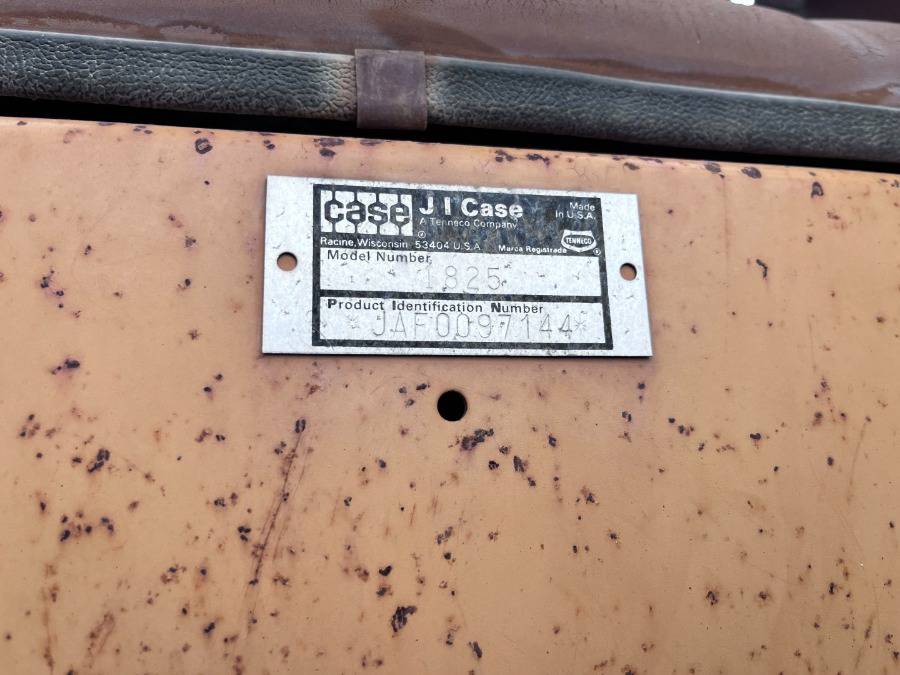 case J I Case
A Tenneco Company
Made
In U.S.A.
®
Racine, Wisconsin 53404 U.S.A. Marca Registrada TENNECO ®
Model Number
1825
Product Identification Number
*JAF0097144*